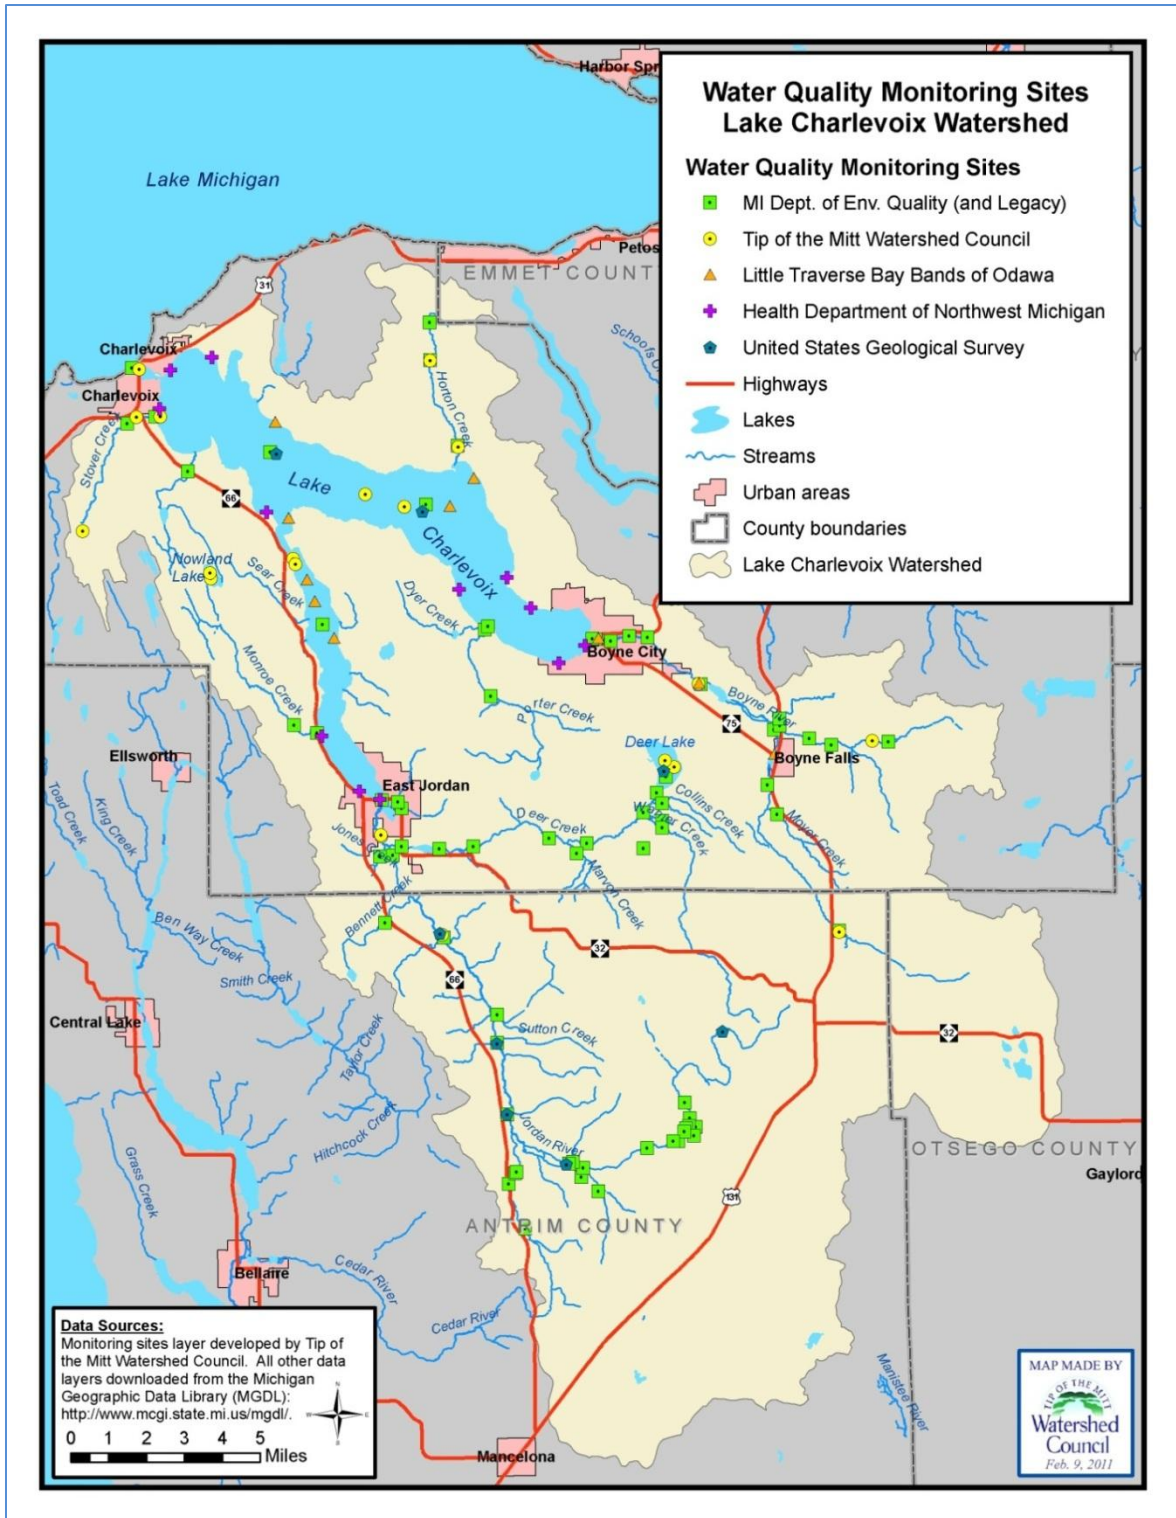 Harbor Spr
Water Quality Monitoring Sites
Lake Charlevoix Watershed
Water Quality Monitoring Sites
MI Dept. of Env. Quality (and Legacy)
Tip of the Mitt Watershed Council
Little Traverse Bay Bands of Odawa
Health Department of Northwest Michigan
United States Geological Survey
Highways
Lakes
Streams
Urban areas
County boundaries
Lake Charlevoix Watershed
Lake Michigan
Petos
EMMET COUNT
31
Schoofs C
Charlevoix
Charlevoix
Horton Creek
Stover Creek
Lake
Charlevoix
66
Nowland
Lake
Sear Creek
Dyer Creek
Boyne City
Monroe Creek
Boyne River
Porter Creek
75
Deer Lake
Boyne Falls
Ellsworth
East Jordan
Toad Creek
King Creek
Collins Creek
Deer Creek
Moyer Creek
Jones Creek
Marvon Creek
Bennett Creek
Ben Way Creek
32
Smith Creek
66
Central Lake
Sutton Creek
32
Taylor Creek
Hitchcock Creek
Jordan River
Grass Creek
OTSEGO COUNTY
Gaylord
131
ANTRIM COUNTY
Bellaire
Cedar River
Cedar River
Manistee River
Mancelona
Data Sources:
Monitoring sites layer developed by Tip of
the Mitt Watershed Council.  All other data
layers downloaded from the Michigan
Geographic Data Library (MGDL):
http://www.mcgi.state.mi.us/mgdl/.
N
W
E
S
0 1 2 3 4 5
Miles
MAP MADE BY
TIP OF THE MITT
Watershed
Council
Feb. 9, 2011